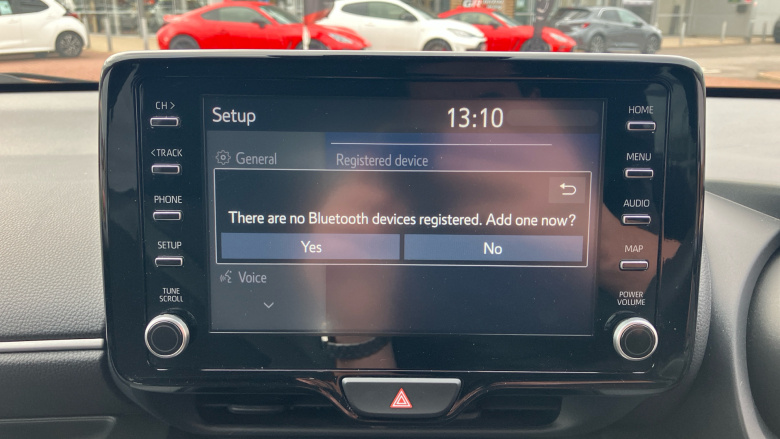 GR
CH >
< TRACK
PHONE
SETUP
TUNE
SCROLL
Setup
13:10
General
Registered device
There are no Bluetooth devices registered. Add one now?
Yes
No
Voice
HOME
MENU
AUDIO
MAP
POWER
VOLUME